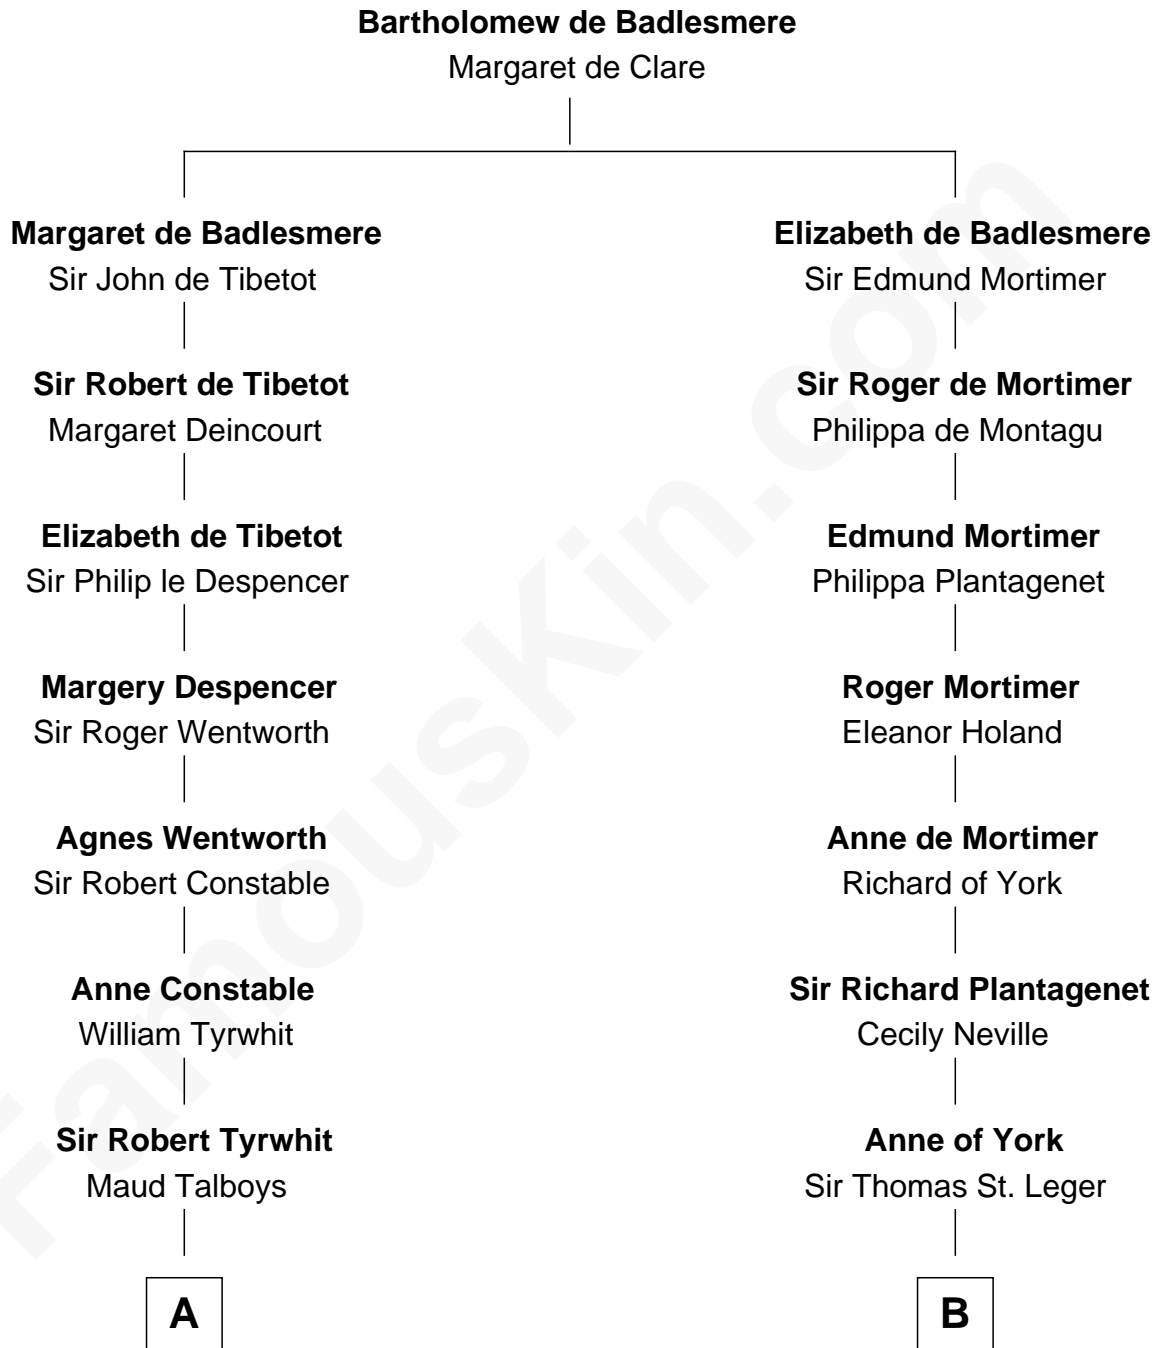 Bartholomew de Badlesmere
Margaret de Clare
Margaret de Badlesmere
Sir John de Tibetot
Elizabeth de Badlesmere
Sir Edmund Mortimer
Sir Robert de Tibetot
Margaret Deincourt
Sir Roger de Mortimer
Philippa de Montagu
Elizabeth de Tibetot
Sir Philip le Despencer
Edmund Mortimer
Philippa Plantagenet
Margery Despencer
Sir Roger Wentworth
Roger Mortimer
Eleanor Holand
Agnes Wentworth
Sir Robert Constable
Anne de Mortimer
Richard of York
Anne Constable
William Tyrwhit
Sir Richard Plantagenet
Cecily Neville
Sir Robert Tyrwhit
Maud Talboys
Anne of York
Sir Thomas St. Leger
A
B
FamousKin.com